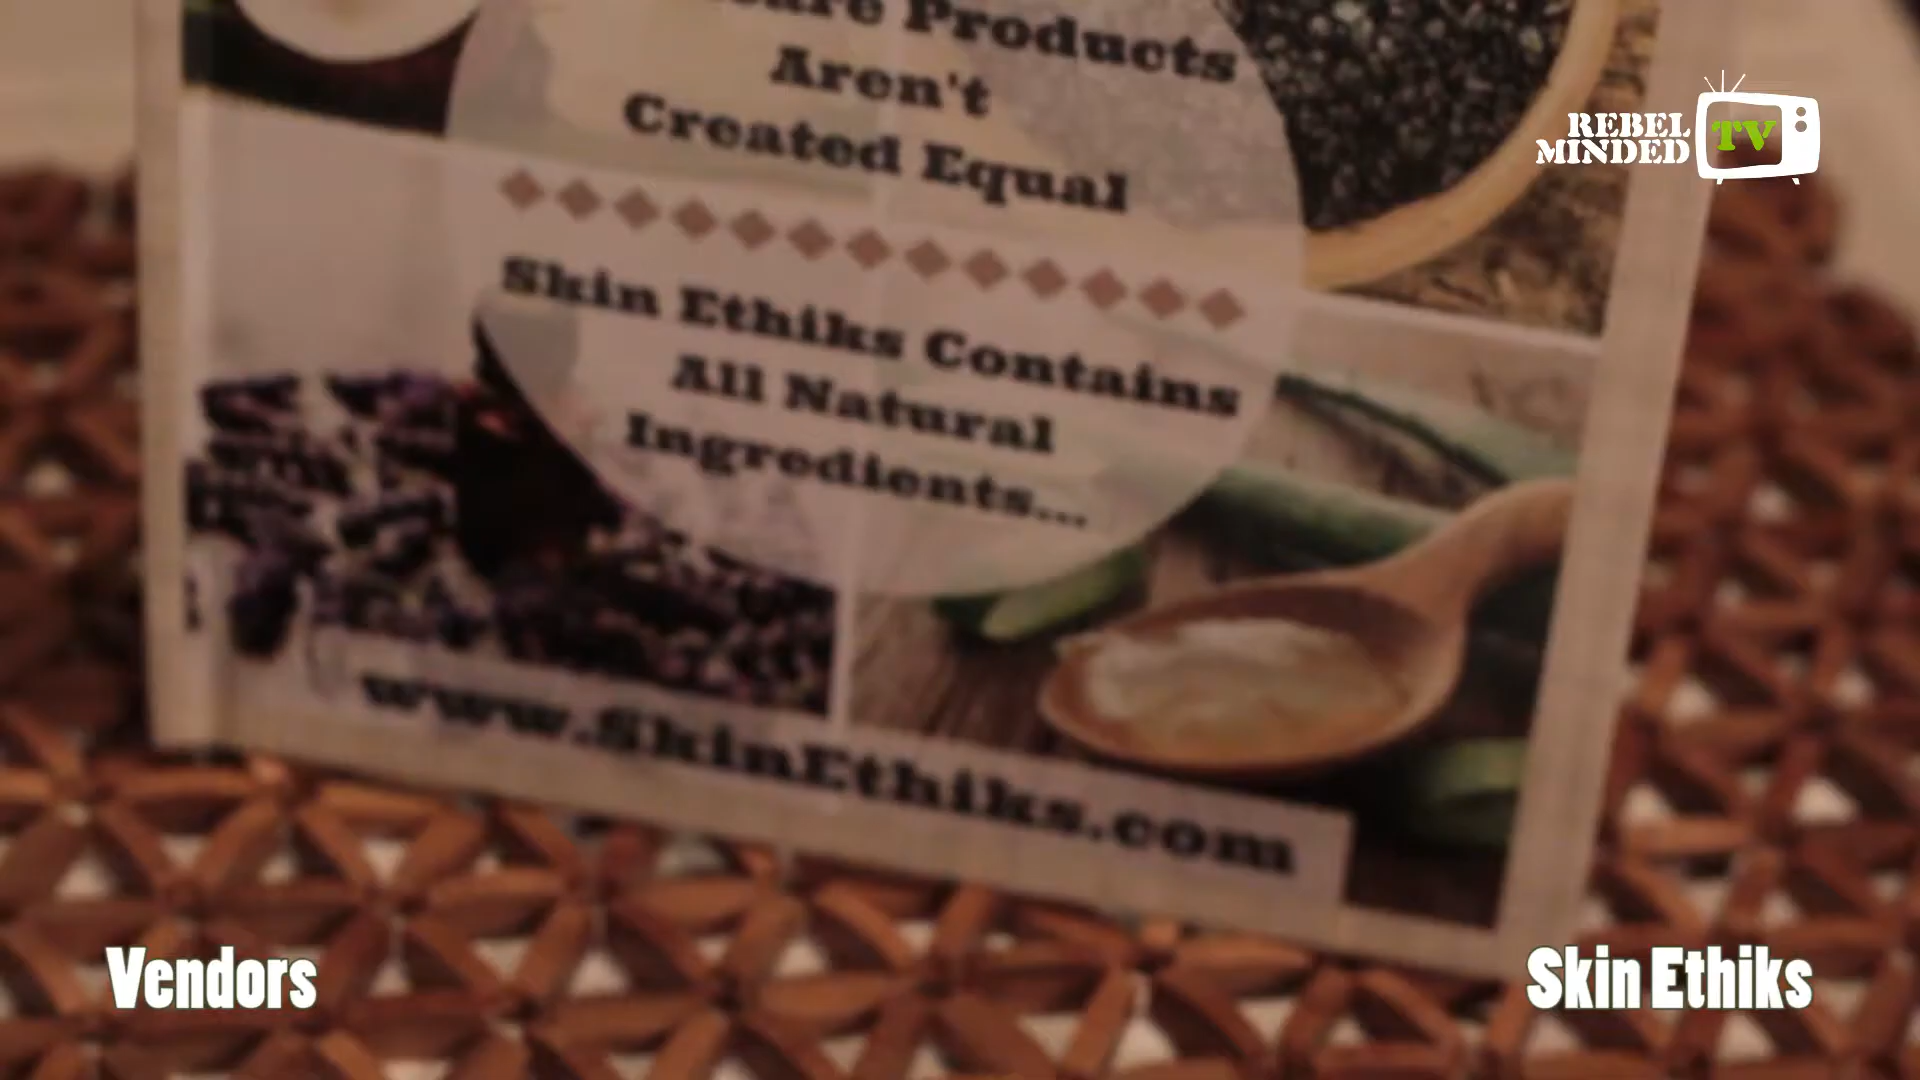 Products
Aren't
Created Equal
Skin Ethiks Contains
All Natural
Ingredients...
www.SkinEthiks.com
REBEL
MINDED
TV
Vendors
Skin Ethiks